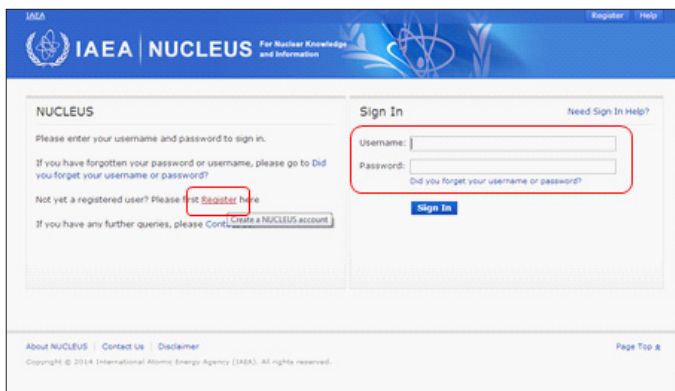 IAEA
Register Help
IAEA NUCLEUS For Nuclear Knowledge
and Information
NUCLEUS
Please enter your username and password to sign in.
If you have forgotten your password or username, please go to Did
you forget your username or password?
Not yet a registered user? Please first Register here
If you have any further queries, please
Create a NUCLEUS account
Sign In
Need Sign In Help?
Username:
Password:
Did you forget your username or password?
Sign In
About NUCLEUS Contact Us Disclaimer
Page Top
Copyright © 2014 International Atomic Energy Agency (IAEA). All rights reserved.